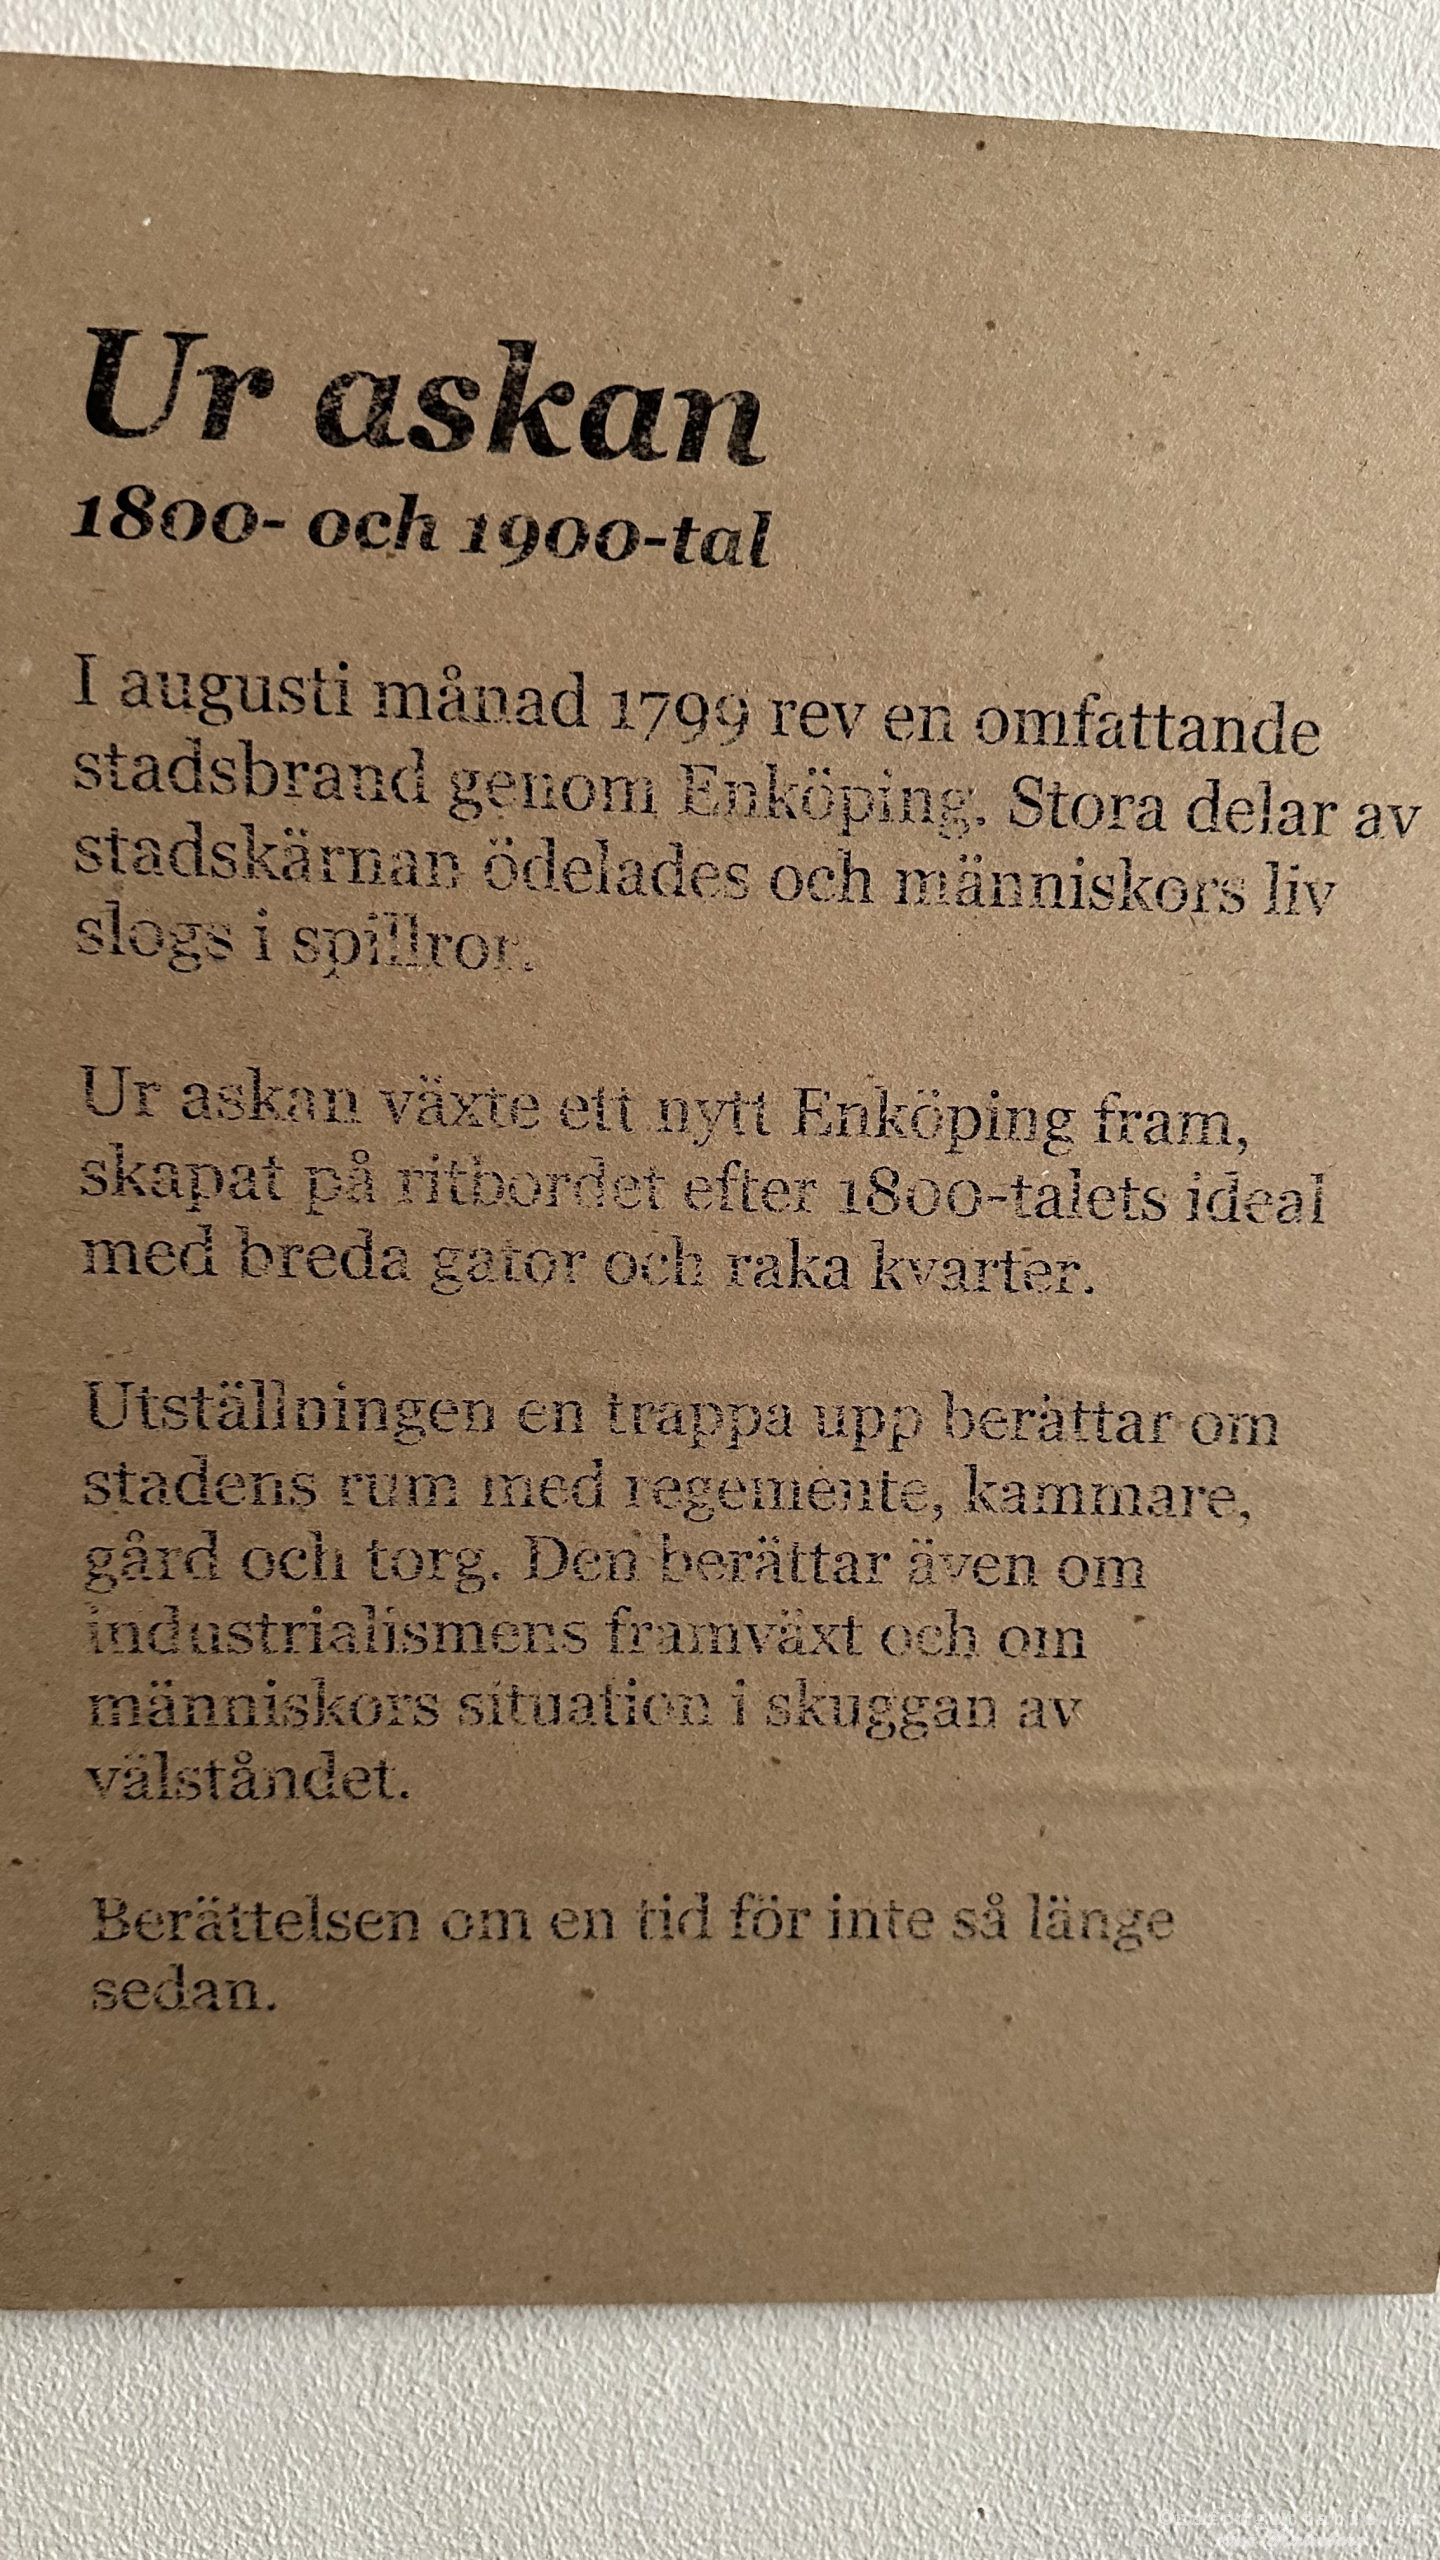 Ur askan
1800- och 1900-tal
I augusti månad 1799 rev en omfattande
stadsbrand genom Enköping. Stora delar av
stadskärnan ödelades och människors liv
slogs i spillror.
Ur askan växte ett nytt Enköping fram,
skapat på ritbordet efter 1800-talets ideal
med breda gator och raka kvarter.
Utställningen en trappa upp berättar om
stadens rum med regemente, kammare,
gård och torg. Den berättar även om
industrialismens framväxt och om
människors situation i skuggan av
välståndet.
Berättelsen om en tid för inte så länge
sedan.